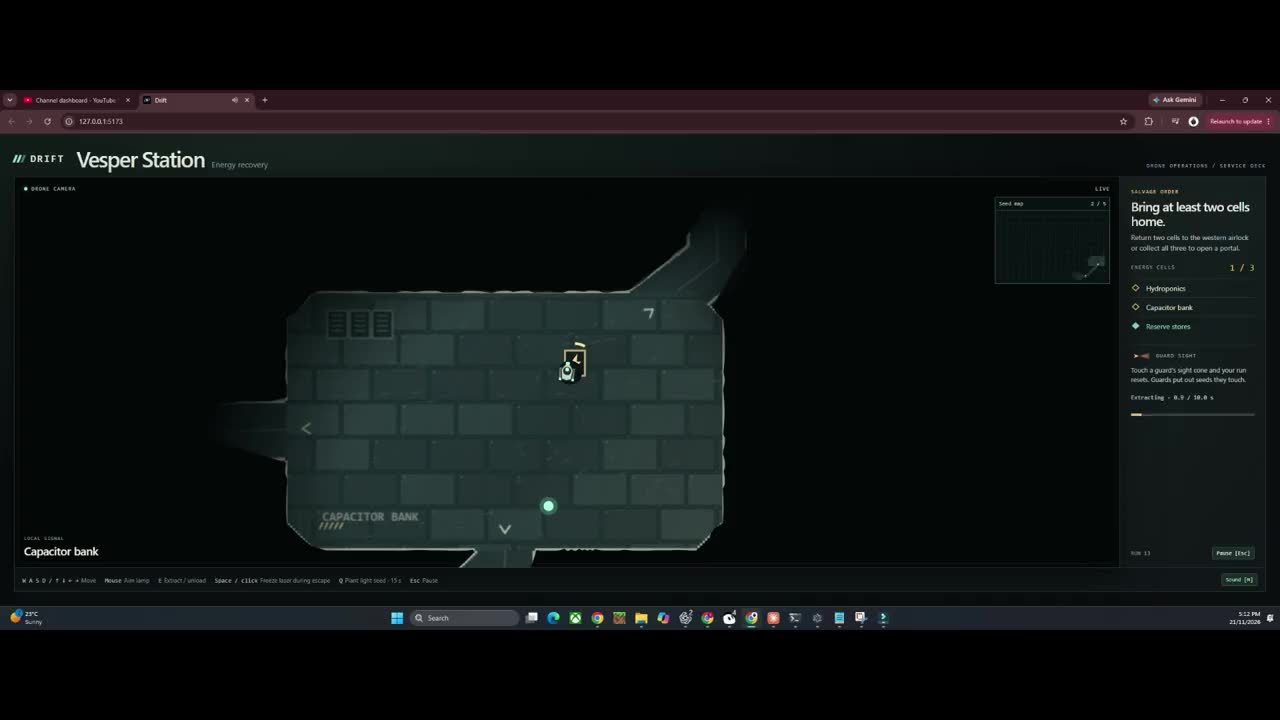 Channel dashboard - YouTube
Drift
Ask Gemini
127.0.0.1:5173
Relaunch to update
DRIFT
Vesper Station
Energy recovery
DRONE OPERATIONS / SERVICE DECK
DRONE CAMERA
LIVE
Seed map
2 / 5
SALVAGE ORDER
Bring at least two cells
home.
Return two cells to the western airlock
or collect all three to open a portal.
ENERGY CELLS
1 / 3
Hydroponics
Capacitor bank
Reserve stores
GUARD SIGHT
Touch a guard's sight cone and your run
resets. Guards put out seeds they touch.
Extracting - 0.9 / 10.0 s
CAPACITOR BANK
LOCAL SIGNAL
Capacitor bank
RUN 13
Pause [Esc]
W A S D / ↑ ↓ ← → Move
Mouse Aim lamp
E Extract / unload
Space / click Freeze laser during escape
Q Plant light seed · 15 s
Esc Pause
Sound [M]
23°C
Sunny
Search
5:12 PM
21/11/2026